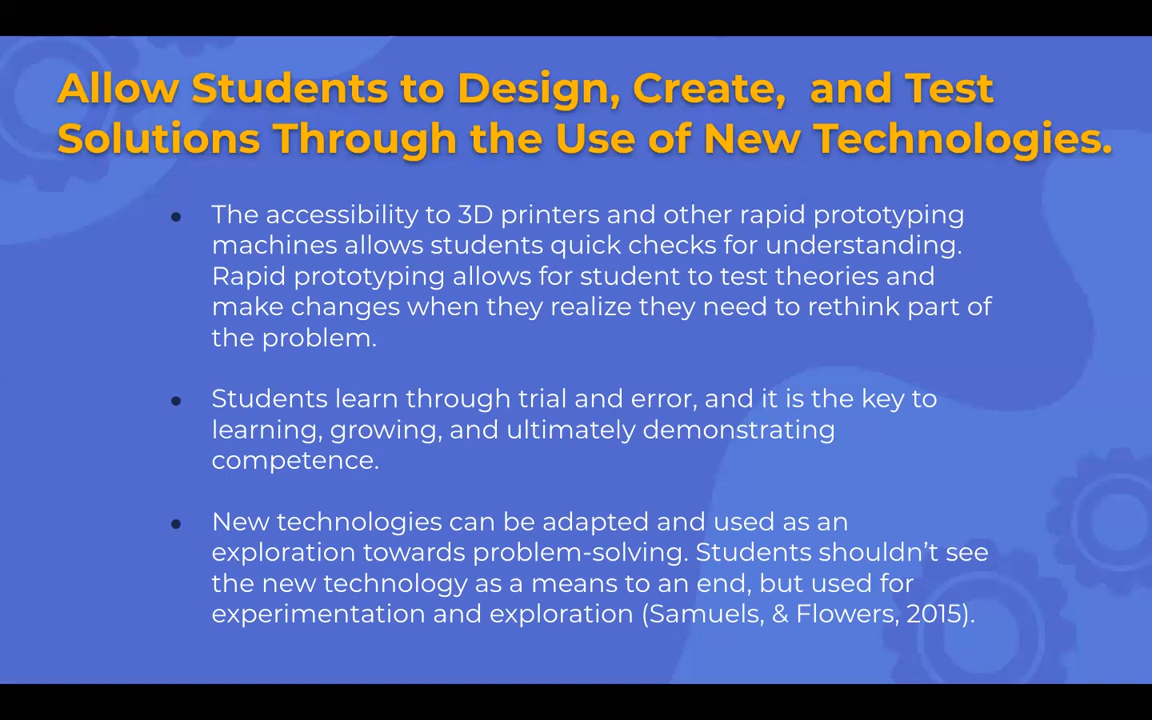 Allow Students to Design, Create,  and Test
Solutions Through the Use of New Technologies.
● The accessibility to 3D printers and other rapid prototyping
machines allows students quick checks for understanding.
Rapid prototyping allows for student to test theories and
make changes when they realize they need to rethink part of
the problem.
● Students learn through trial and error, and it is the key to
learning, growing, and ultimately demonstrating
competence.
● New technologies can be adapted and used as an
exploration towards problem-solving. Students shouldn’t see
the new technology as a means to an end, but used for
experimentation and exploration (Samuels, & Flowers, 2015).